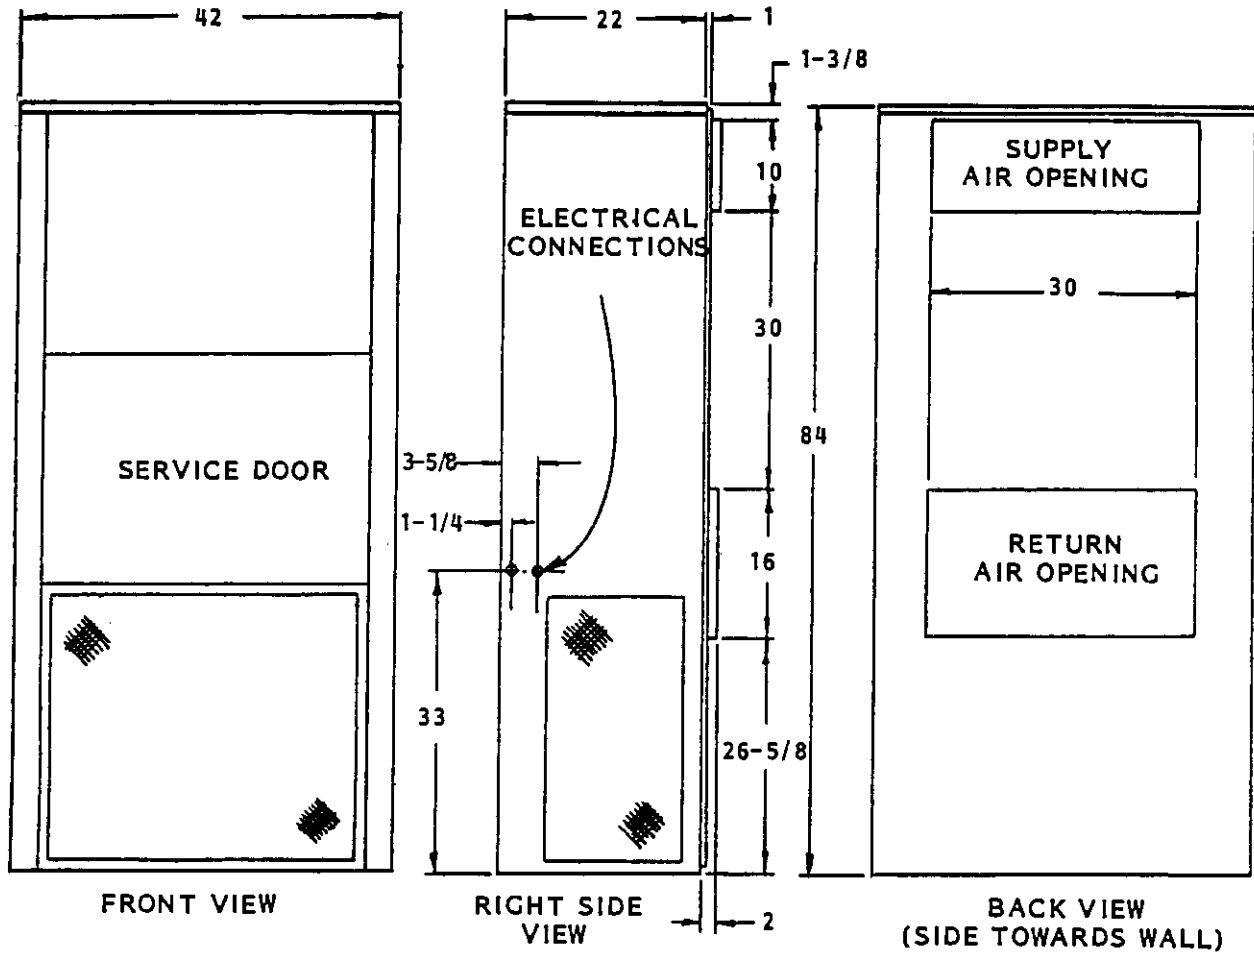 42
22
1
1-3/8
SUPPLY
AIR OPENING
10
ELECTRICAL
CONNECTIONS
30
30
84
SERVICE DOOR
3-5/8
1-1/4
RETURN
AIR OPENING
16
33
26-5/8
FRONT VIEW
RIGHT SIDE
VIEW
2
BACK VIEW
(SIDE TOWARDS WALL)